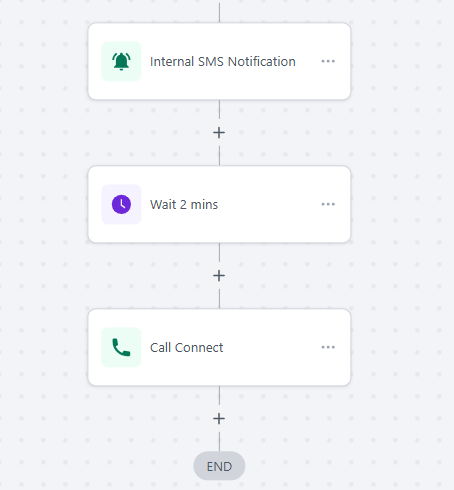 Internal SMS Notification
Wait 2 mins
Call Connect
END